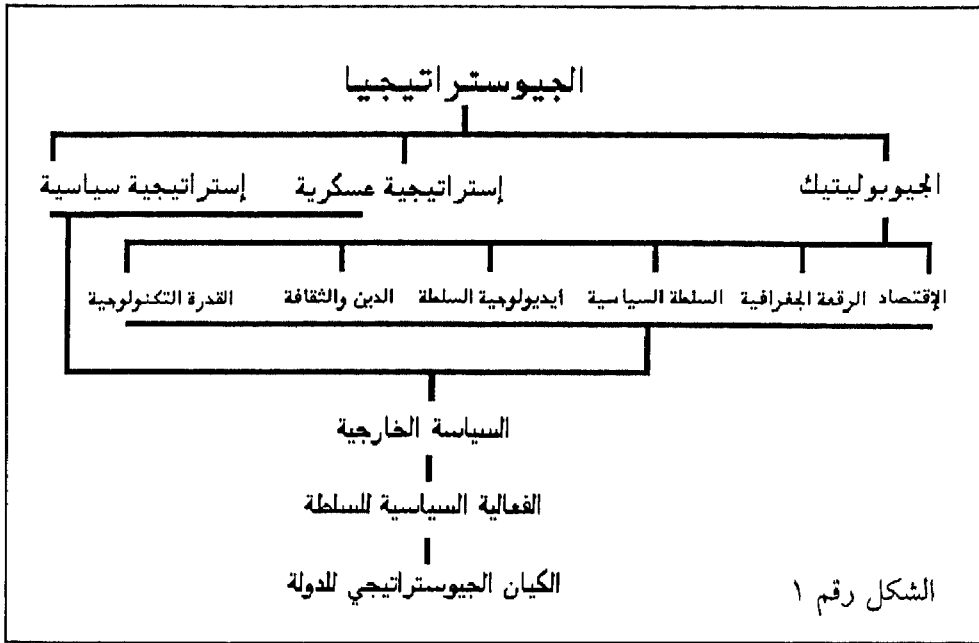 الجيوستراتيجيا
الجيوبوليتيك إستراتيجية عسكرية إستراتيجية سياسية
الإقتصاد الرقعة الجغرافية السلطة السياسية أيديولوجية السلطة الدين والثقافة القدرة التكنولوجية
السياسة الخارجية
الفعالية السياسية للسلطة
الكيان الجيوستراتيجي للدولة
الشكل رقم ١